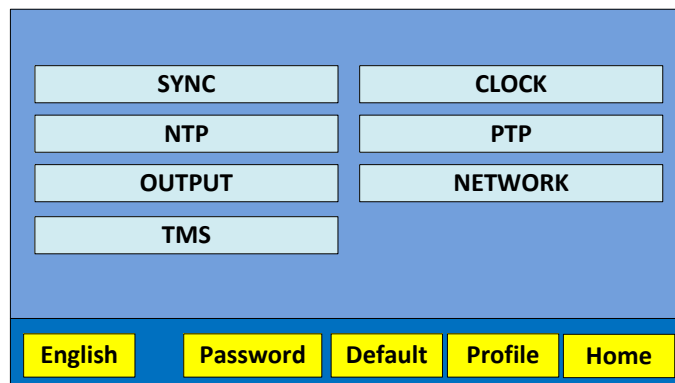 SYNC CLOCK
NTP PTP
OUTPUT NETWORK
TMS
English Password Default Profile Home